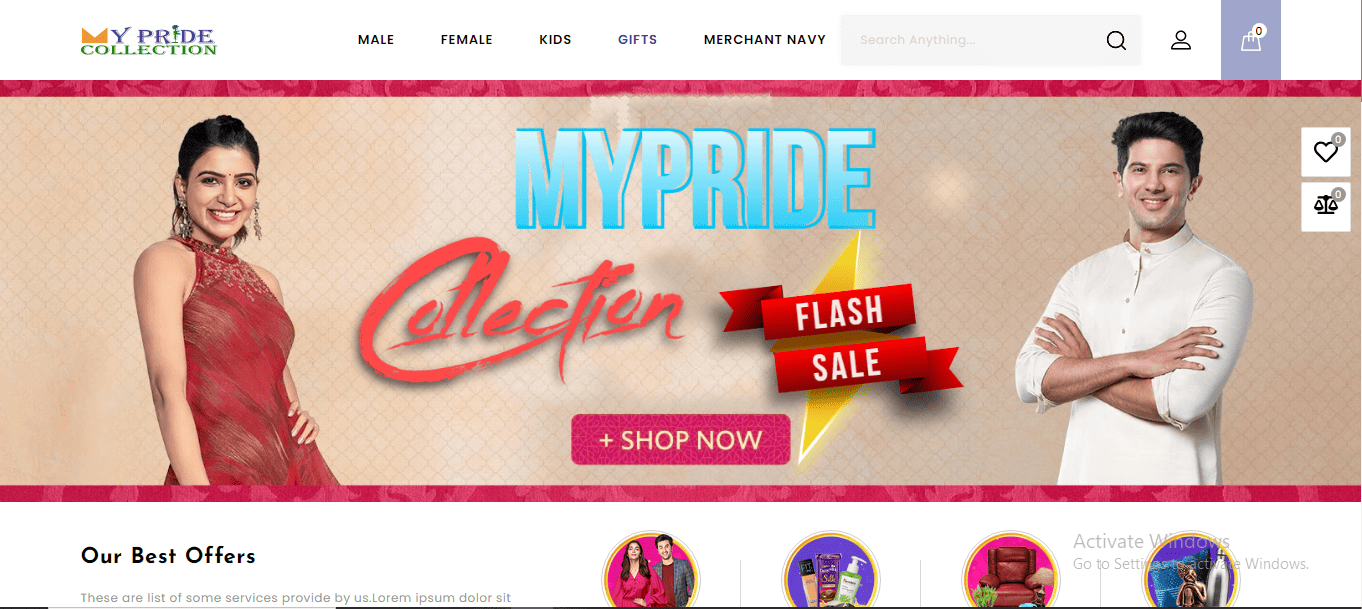 MY PRIDE
COLLECTION
MALE
FEMALE
KIDS
GIFTS
MERCHANT NAVY
Search Anything...
0
0
0
MYPRIDE
Collection
FLASH
SALE
+ SHOP NOW
Our Best Offers
These are list of some services provide by us.Lorem ipsum dolor sit
Activate Windows
Go to Settings to activate Windows.